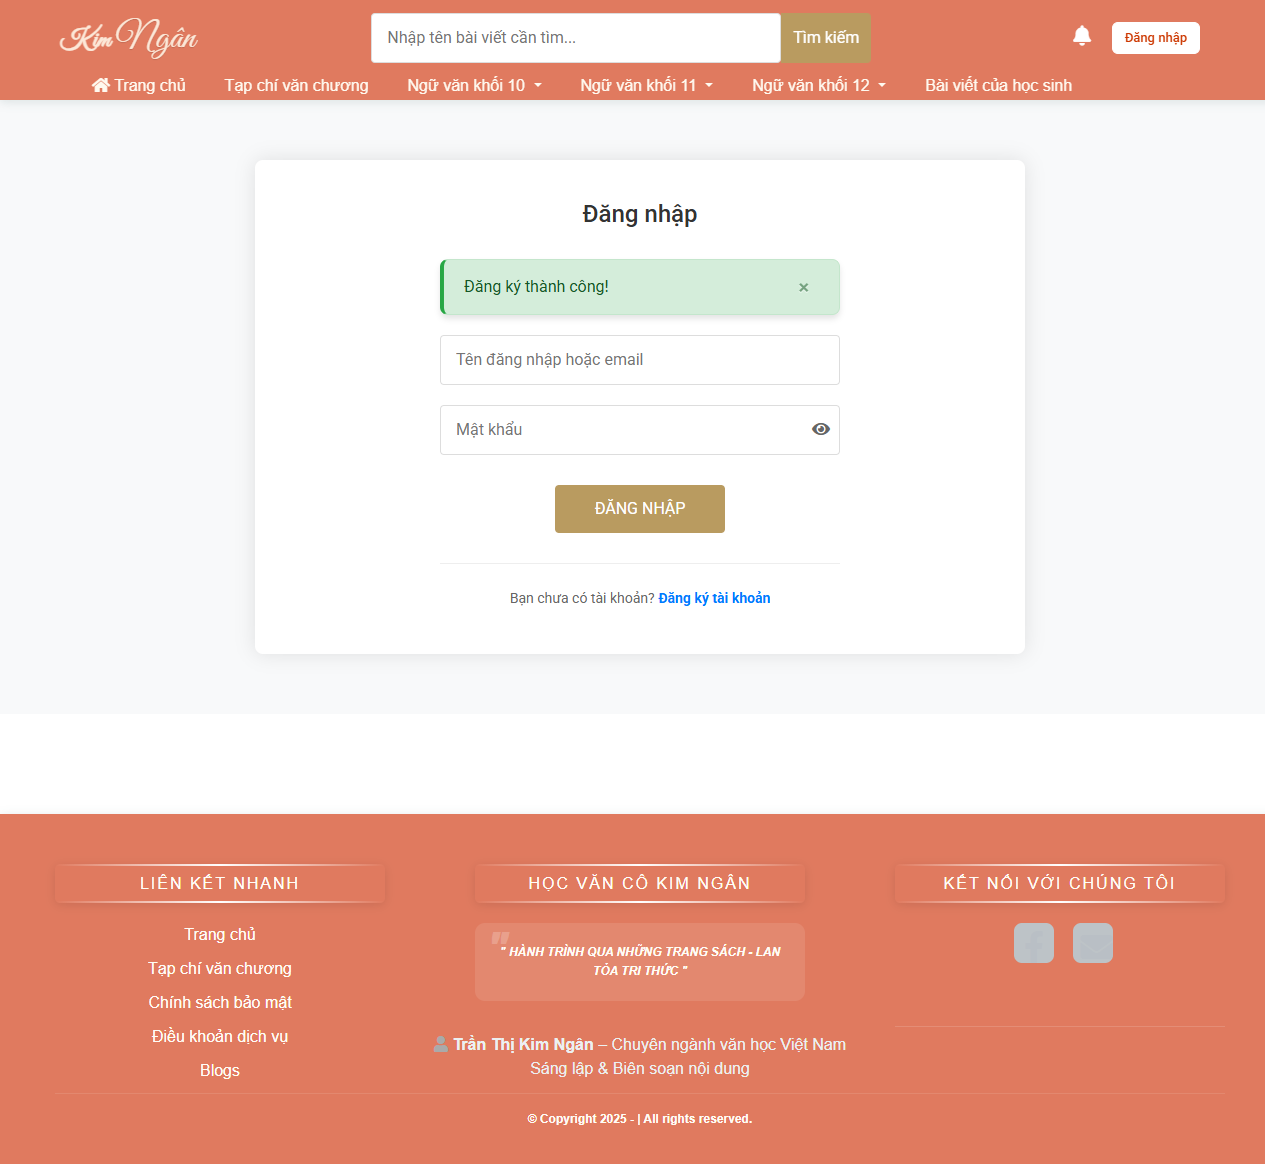 Kim Ngân
Nhập tên bài viết cần tìm...
Tìm kiếm
Đăng nhập
Trang chủ
Tạp chí văn chương
Ngữ văn khối 10
Ngữ văn khối 11
Ngữ văn khối 12
Bài viết của học sinh
Đăng nhập
Đăng ký thành công!
×
Tên đăng nhập hoặc email
Mật khẩu
ĐĂNG NHẬP
Bạn chưa có tài khoản? Đăng ký tài khoản
LIÊN KẾT NHANH
Trang chủ
Tạp chí văn chương
Chính sách bảo mật
Điều khoản dịch vụ
Blogs
HỌC VĂN CÔ KIM NGÂN
" HÀNH TRÌNH QUA NHỮNG TRANG SÁCH - LAN
TỎA TRI THỨC "
Trần Thị Kim Ngân – Chuyên ngành văn học Việt Nam
Sáng lập & Biên soạn nội dung
KẾT NỐI VỚI CHÚNG TÔI
© Copyright 2025 - | All rights reserved.